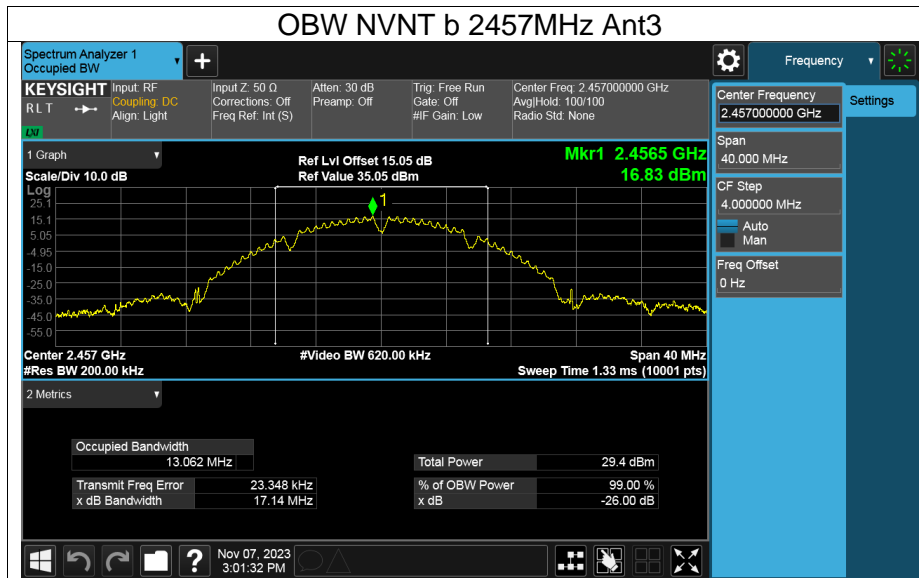 OBW NVNT b 2457MHz Ant3
Spectrum Analyzer 1
Occupied BW
+
Frequency
KEYSIGHT
RLT
LXI
Input: RF
Coupling: DC
Align: Light
Input Z: 50 Ω
Corrections: Off
Freq Ref: Int (S)
Atten: 30 dB
Preamp: Off
Trig: Free Run
Gate: Off
#IF Gain: Low
Center Freq: 2.457000000 GHz
Avg|Hold: 100/100
Radio Std: None
Center Frequency
2.457000000 GHz
Settings
Span
40.000 MHz
CF Step
4.000000 MHz
Auto
Man
Freq Offset
0 Hz
1 Graph
Scale/Div 10.0 dB
Ref Lvl Offset 15.05 dB
Ref Value 35.05 dBm
Mkr1 2.4565 GHz
16.83 dBm
Log
25.1
15.1
5.05
-4.95
-15.0
-25.0
-35.0
-45.0
-55.0
1
Center 2.457 GHz
#Res BW 200.00 kHz
#Video BW 620.00 kHz
Span 40 MHz
Sweep Time 1.33 ms (10001 pts)
2 Metrics
Occupied Bandwidth
13.062 MHz
Transmit Freq Error 23.348 kHz
x dB Bandwidth 17.14 MHz
Total Power 29.4 dBm
% of OBW Power 99.00 %
x dB -26.00 dB
?
Nov 07, 2023
3:01:32 PM